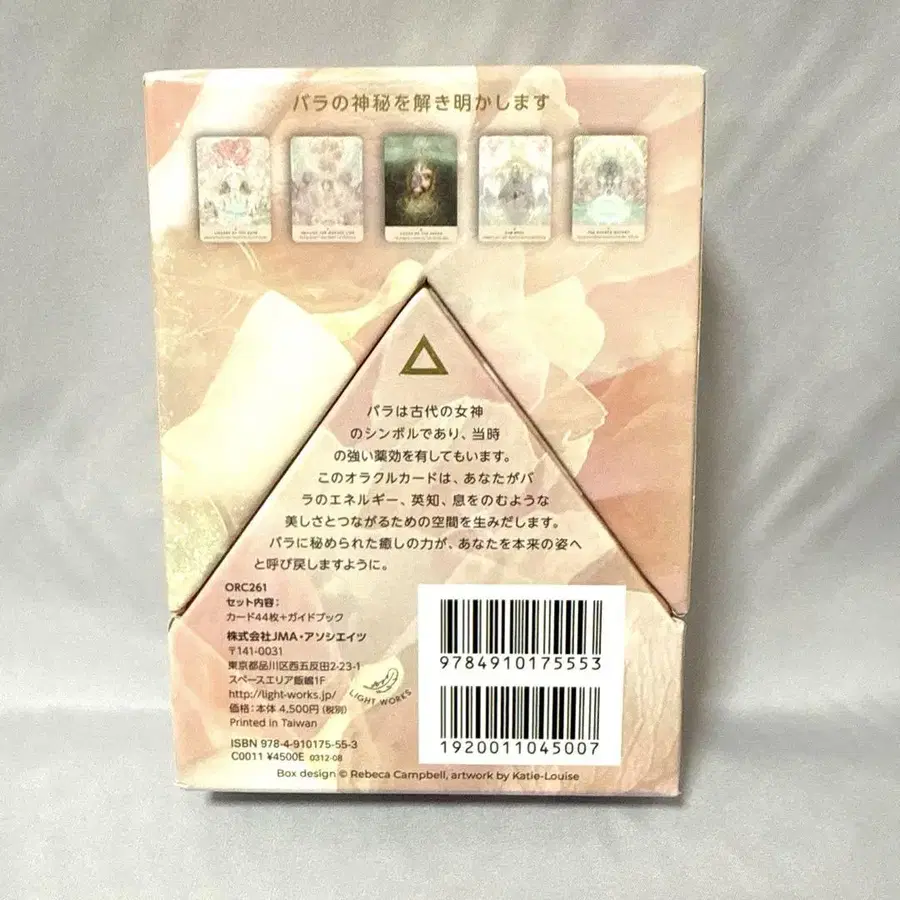 バラの神秘を解き明かします
バラは古代の女神
のシンボルであり、当時
の強い薬効を有してもいます。
このオラクルカードは、あなたがバ
ラのエネルギー、英知、息をのむような
美しさとつながるための空間を生みだします。
バラに秘められた癒しの力が、あなたを本来の姿へ
と呼び戻しますように。
ORC261
セット内容:
カード44枚+ガイドブック
株式会社JMA・アソシエイツ
〒141-0031
東京都品川区西五反田2-23-1
スペースエリア飯嶋1F
http://light-works.jp/
価格:本体 4,500円(税別)
Printed in Taiwan
LIGHT WORKS
ISBN 978-4-910175-55-3
C0011 ¥4500E 0312-08
9784910175553
1920011045007
Box design © Rebeca Campbell, artwork by Katie-Louise